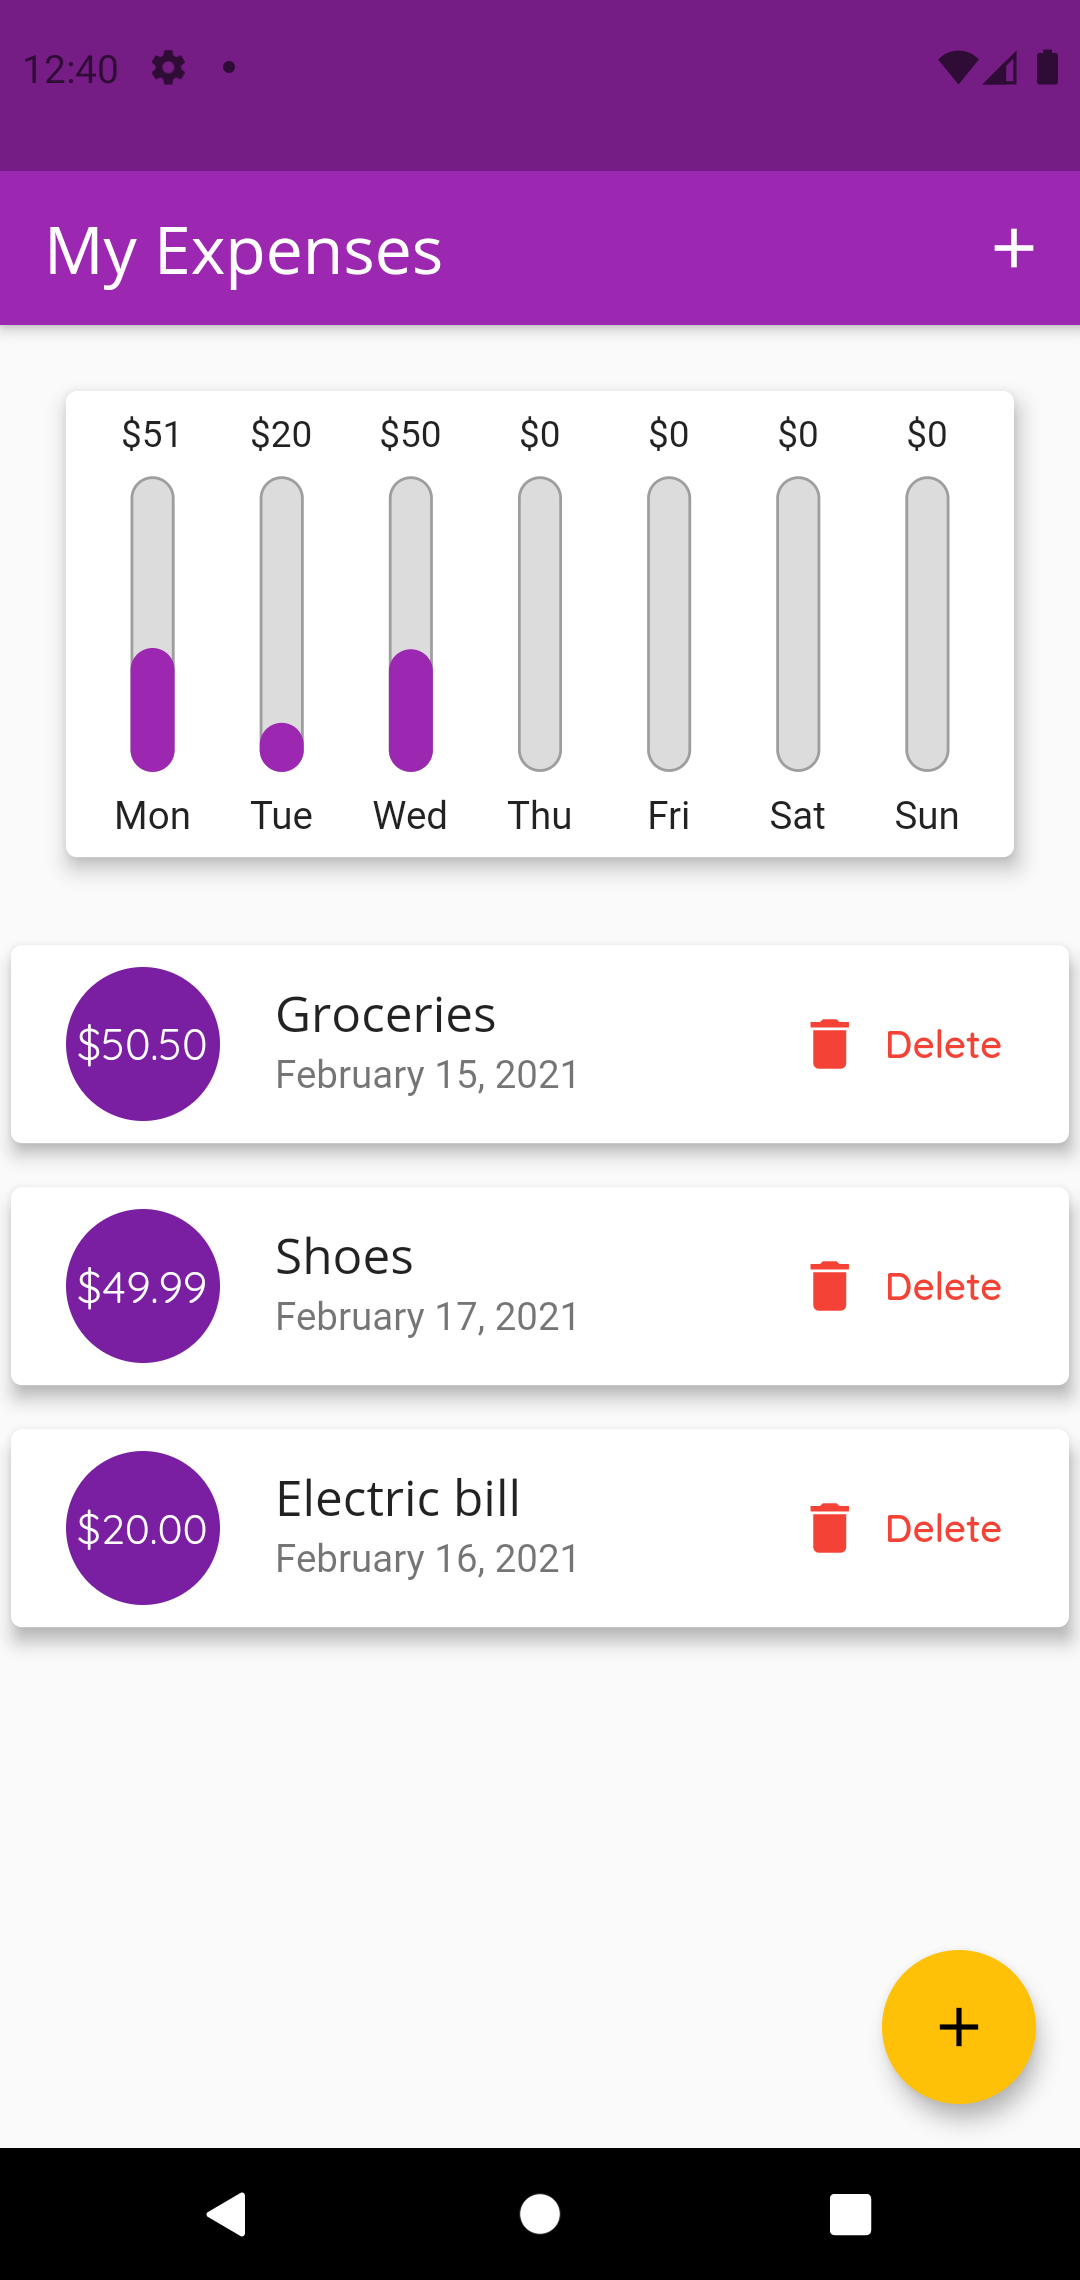 12:40
My Expenses
$51 $20 $50 $0 $0 $0 $0
Mon Tue Wed Thu Fri Sat Sun
$50.50
Groceries
February 15, 2021
Delete
$49.99
Shoes
February 17, 2021
Delete
$20.00
Electric bill
February 16, 2021
Delete